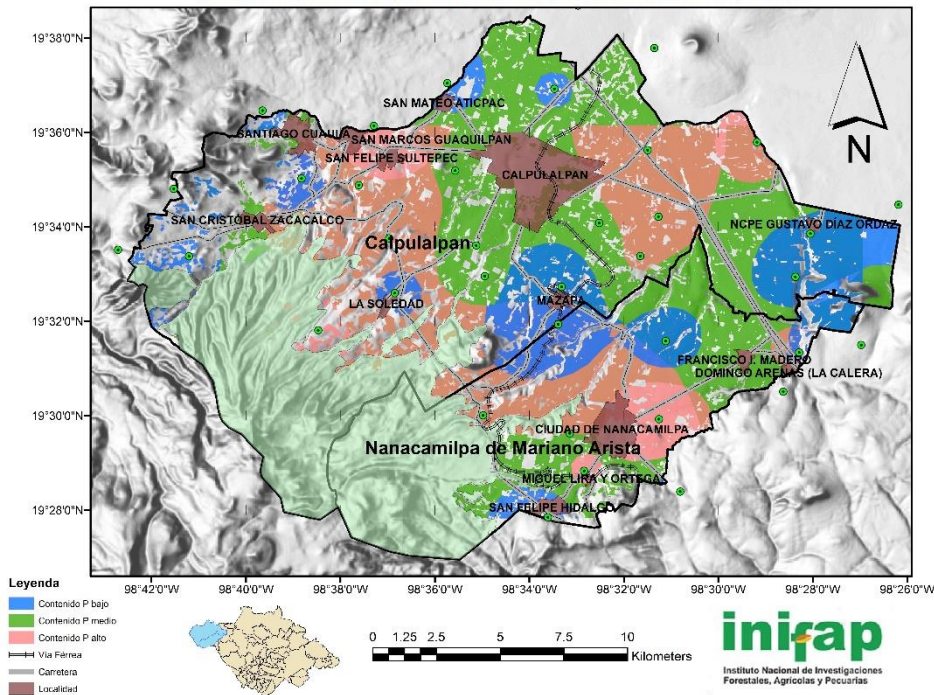 19°38'0"N
19°36'0"N
19°34'0"N
19°32'0"N
19°30'0"N
19°28'0"N
N
SAN MATEO ATICPAC
SANTIAGO CUAULA
SAN MARCOS GUAQUILPAN
SAN FELIPE SULTEPEC
CALPULALPAN
SAN CRISTOBAL ZACACALCO
NCPE GUSTAVO DÍAZ ORDAZ
Calpulalpan
LA SOLEDAD
MAZAPA
FRANCISCO I. MADERO
DOMINGO ARENAS (LA CALERA)
CIUDAD DE NANACAMILPA
Nanacamilpa de Mariano Arista
MIGUEL LIRA Y ORTEGA
SAN FELIPE HIDALGO
98°42'0"W 98°40'0"W 98°38'0"W 98°36'0"W 98°34'0"W 98°32'0"W 98°30'0"W 98°28'0"W 98°26'0"W
Leyenda
Contenido P bajo
Contenido P medio
Contenido P alto
Vía Férrea
Carretera
Localidad
0 1.25 2.5 5 7.5 10
Kilometers
inifap
Instituto Nacional de Investigaciones
Forestales, Agrícolas y Pecuarias